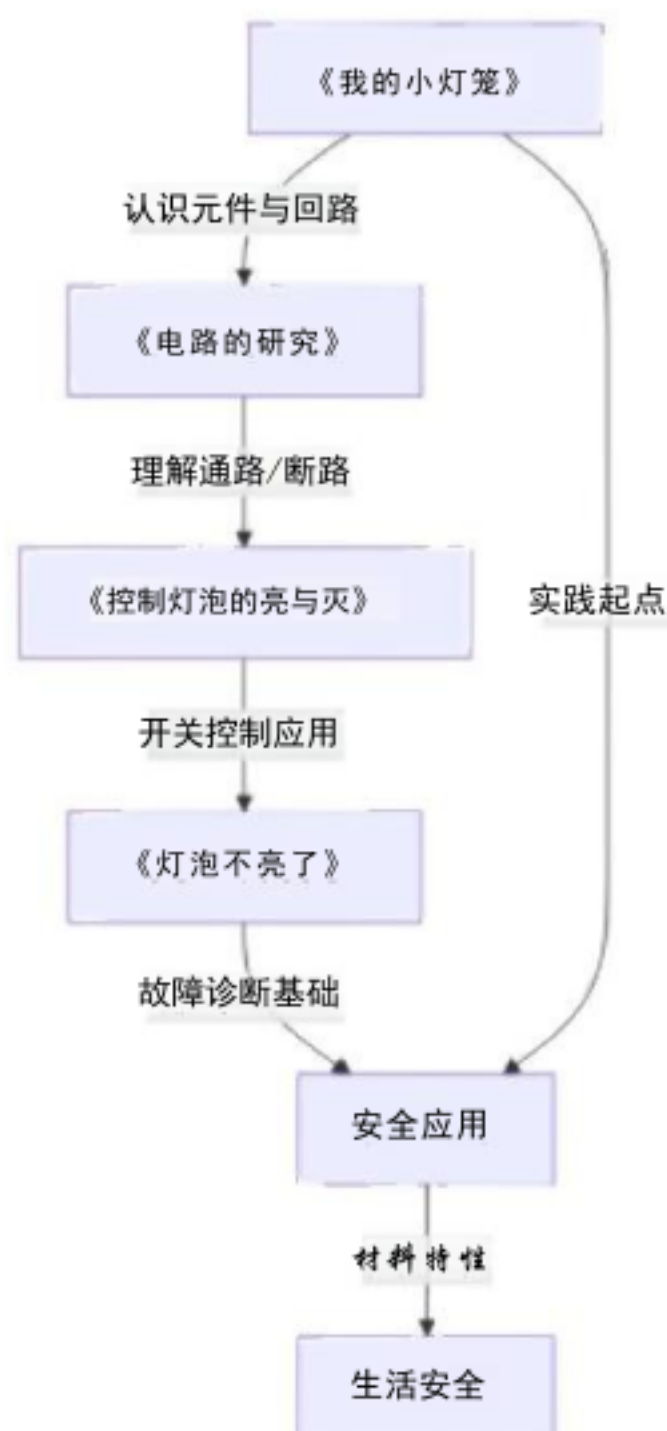 《我的小灯笼》
认识元件与回路
《电路的研究》
理解通路/断路
《控制灯泡的亮与灭》
实践起点
开关控制应用
《灯泡不亮了》
故障诊断基础
安全应用
材料特性
生活安全